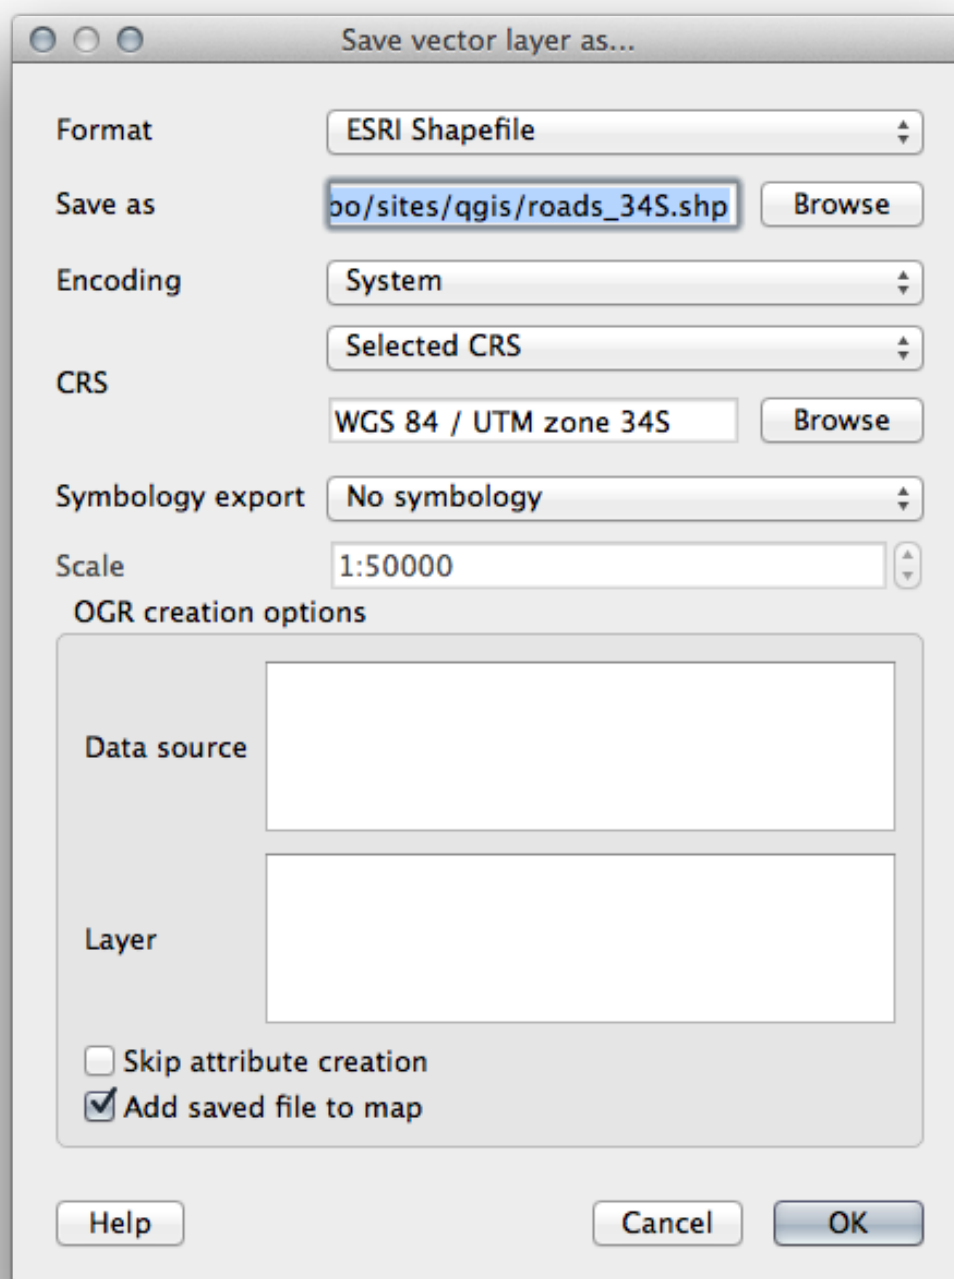 Save vector layer as...
Format ESRI Shapefile
Save as bo/sites/qgis/roads_34S.shp Browse
Encoding System
Selected CRS
CRS
WGS 84 / UTM zone 34S Browse
Symbology export No symbology
Scale 1:50000
OGR creation options
Data source
Layer
Skip attribute creation
Add saved file to map
Help Cancel OK